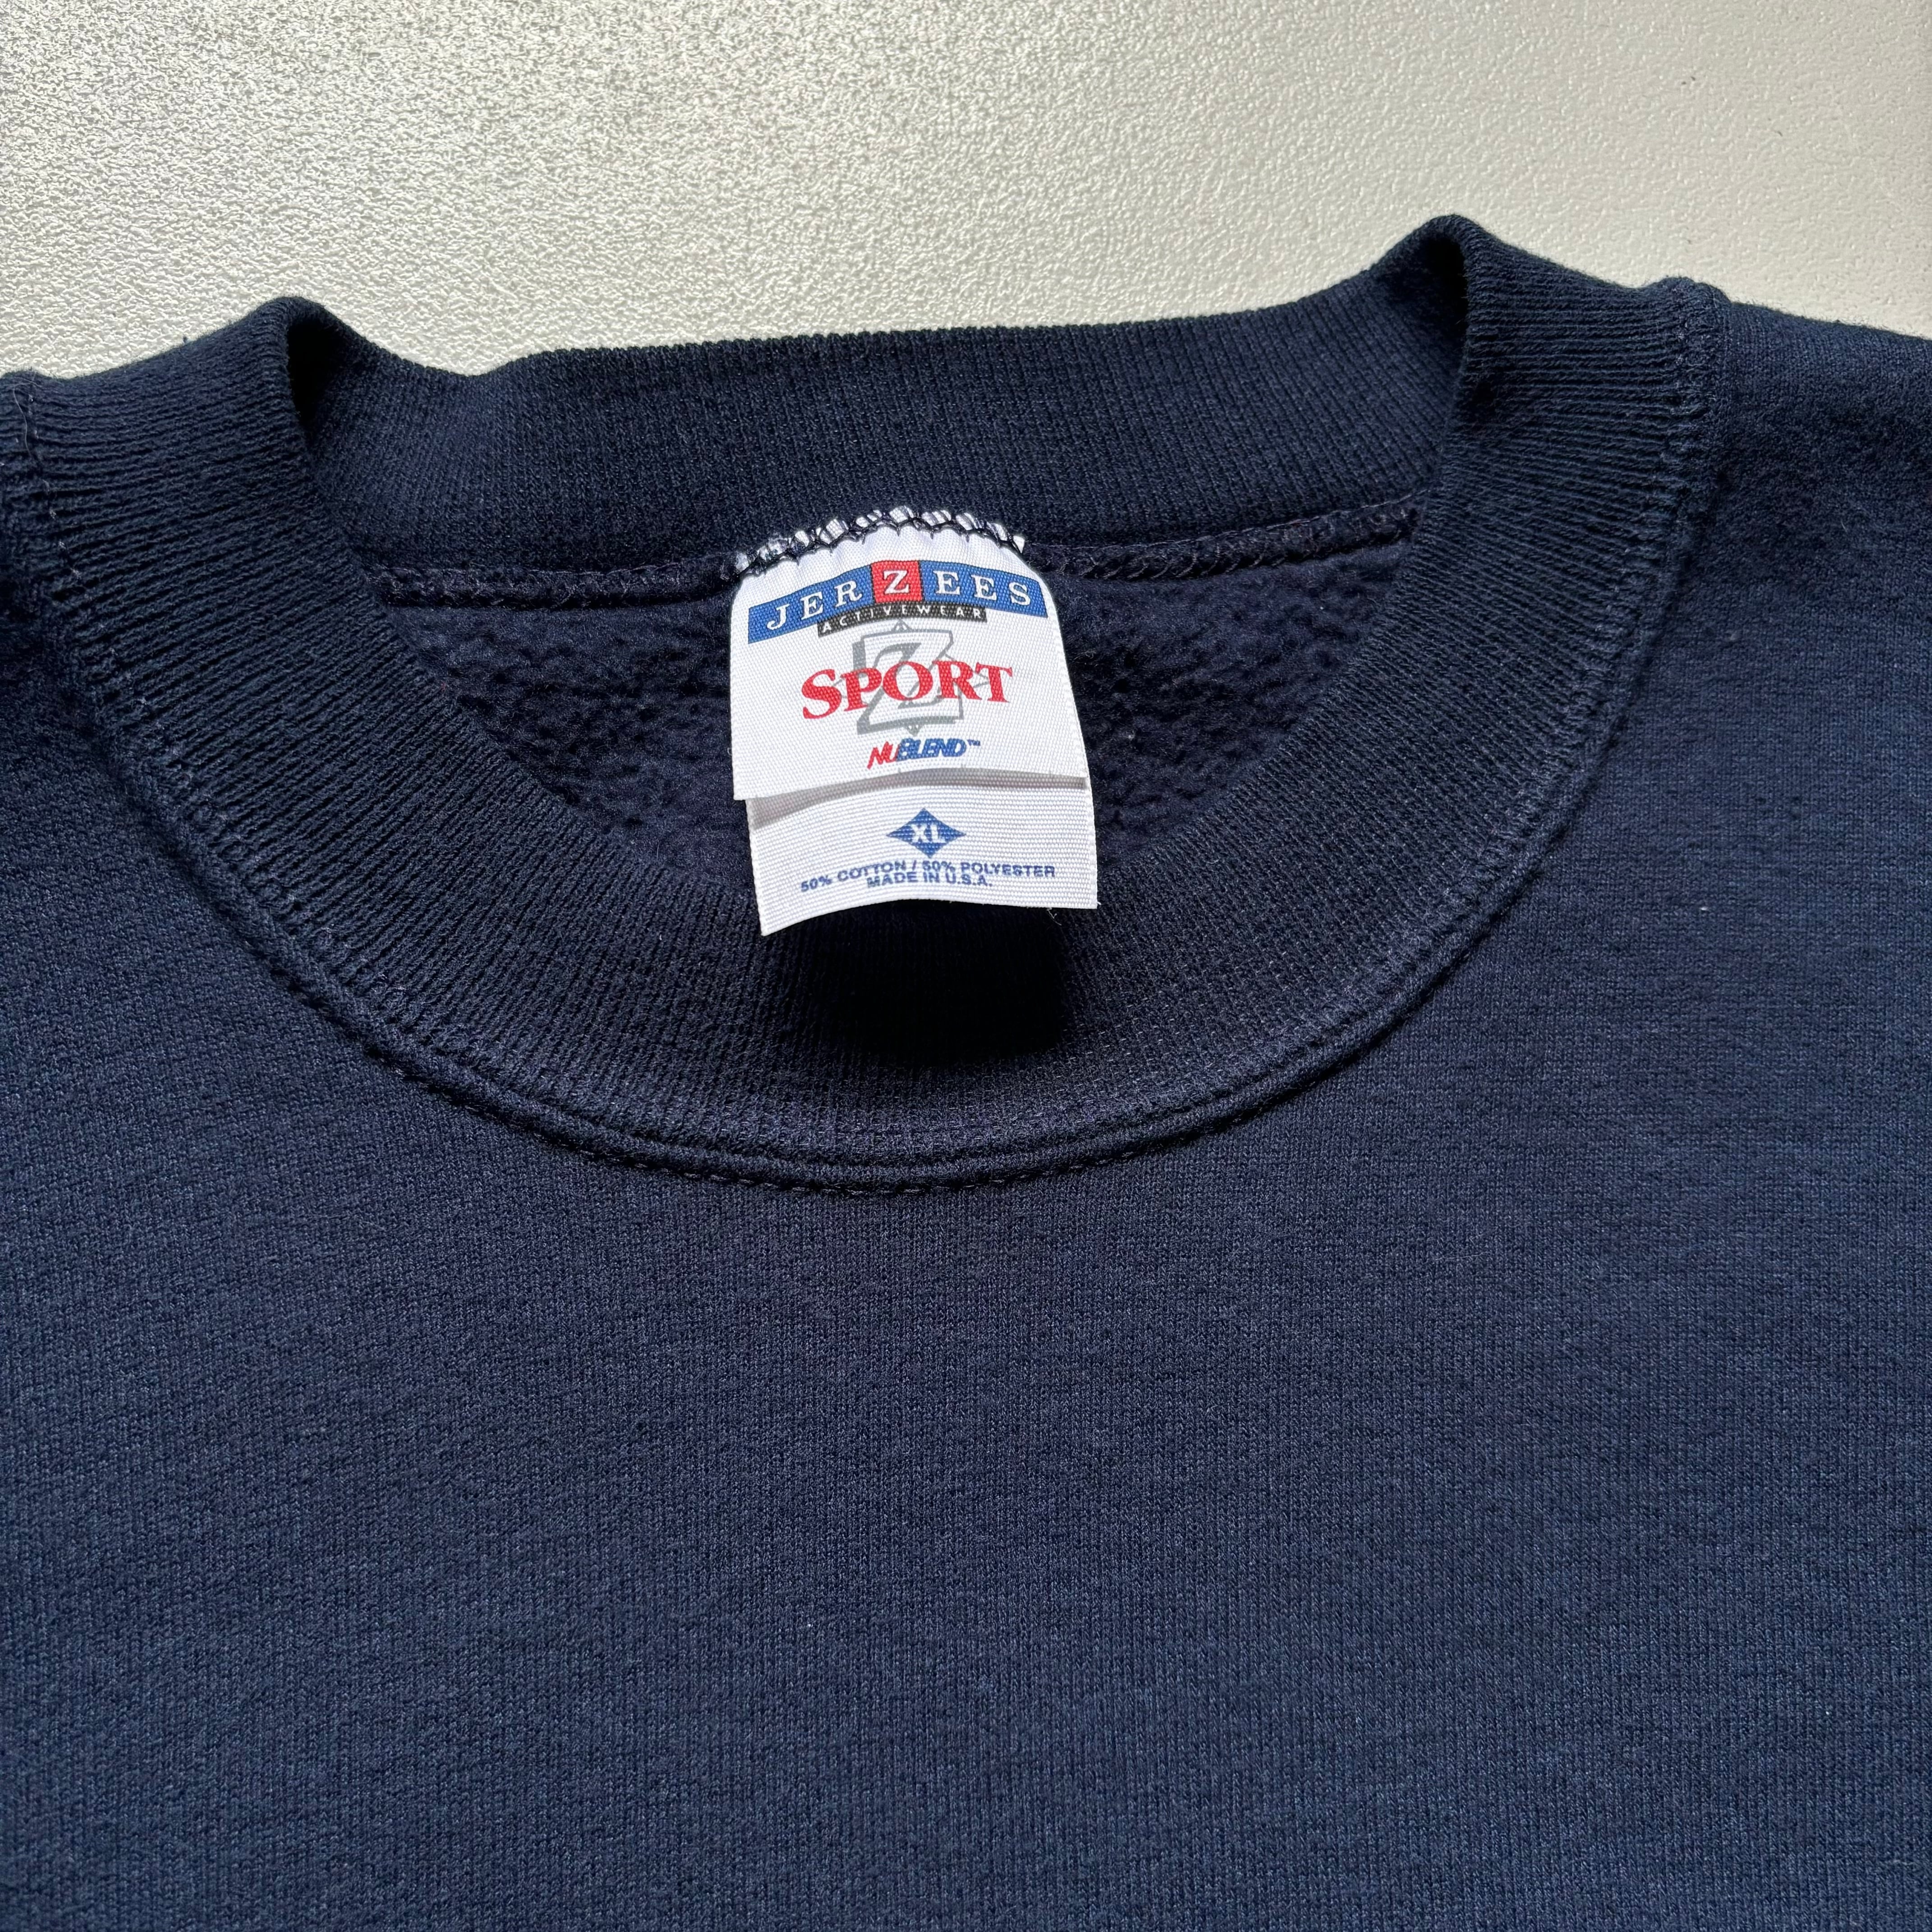 JERZEES
ACTIVEWEAR
Z
SPORT
NUBLEND™
XL
50% COTTON / 50% POLYESTER
MADE IN U.S.A.